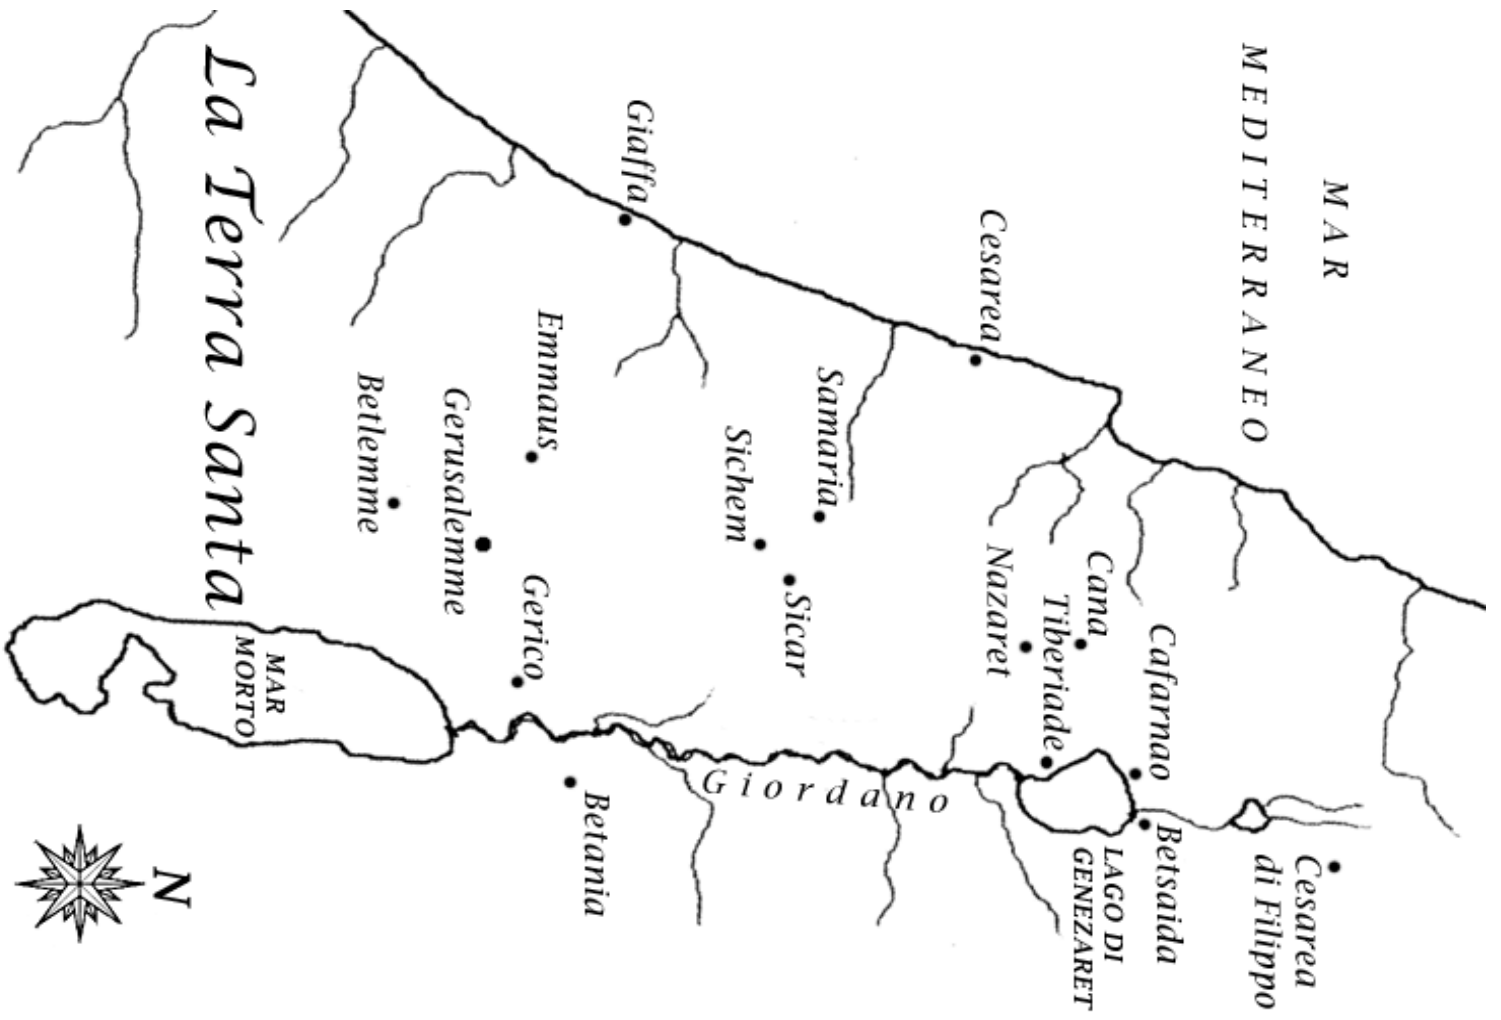 MAR
MEDITERRANEO
Cesarea
di Filippo
Cafarnao
Betsaida
Cana
Tiberiade
LAGO DI
GENEZARET
Nazaret
Cesarea
Samaria
Sicar
Sichem
Giordano
Giaffa
Emmaus
Gerico
Betania
Gerusalemme
Betlemme
MAR
MORTO
La Terra Santa
N